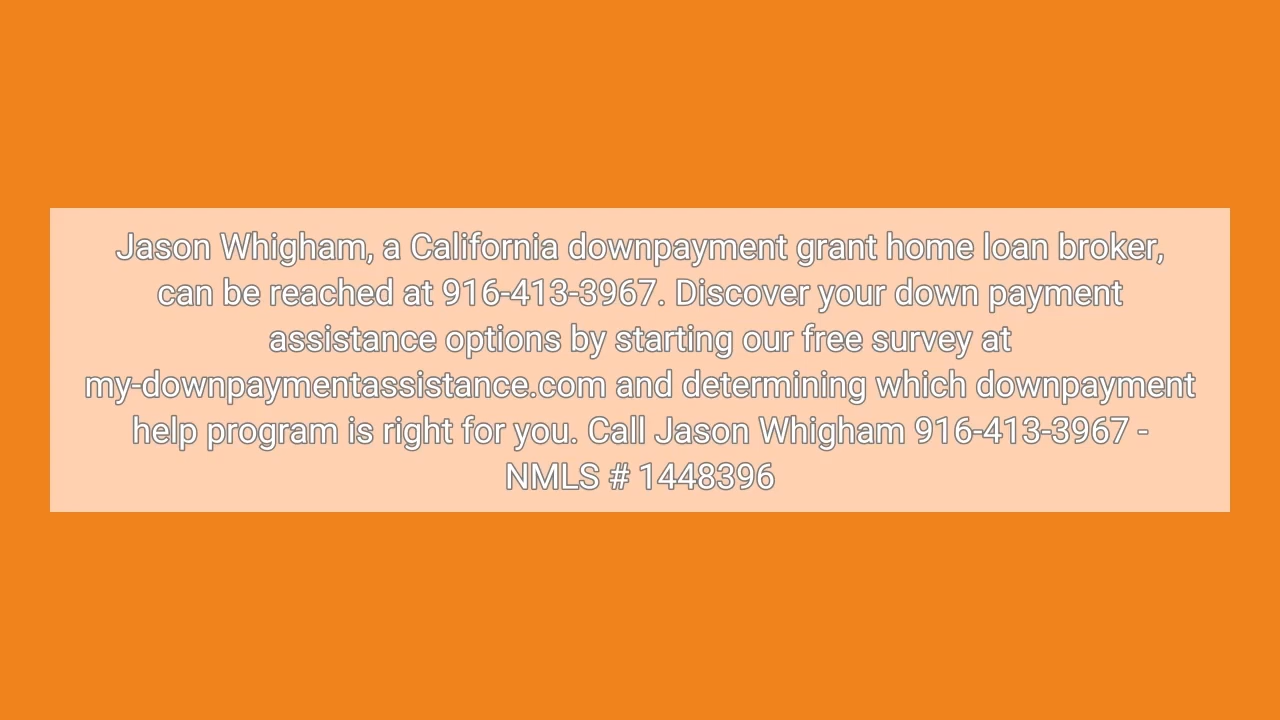 Jason Whigham, a California downpayment grant home loan broker,
can be reached at 916-413-3967. Discover your down payment
assistance options by starting our free survey at
my-downpaymentassistance.com and determining which downpayment
help program is right for you. Call Jason Whigham 916-413-3967 -
NMLS # 1448396